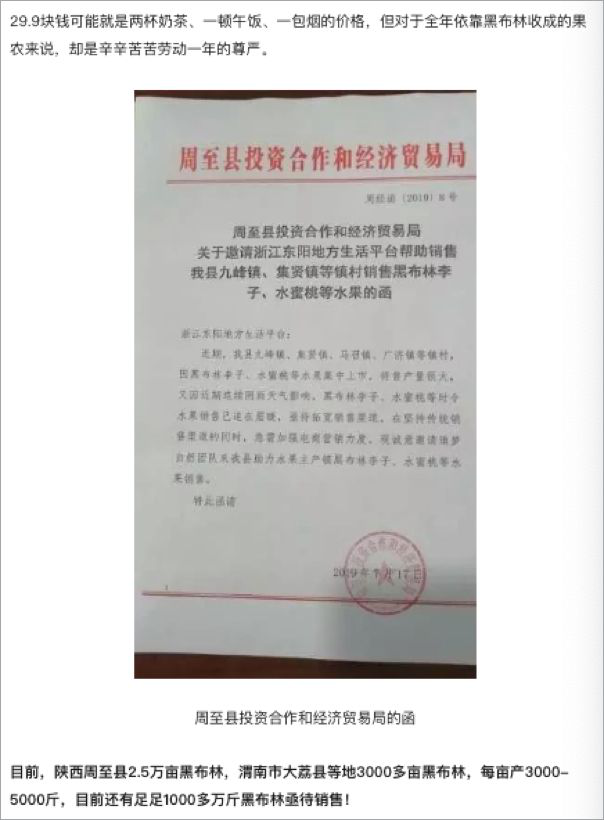 29.9块钱可能就是两杯奶茶、一顿午饭、一包烟的价格，但对于全年依靠黑布林收成的果
农来说，却是辛辛苦苦劳动一年的尊严。
周至县投资合作和经济贸易局
周经函（2019）8号
周至县投资合作和经济贸易局
关于邀请浙江东阳地方生活平台帮助销售
我县九峰镇、集贤镇等镇村销售黑布林李
子、水蜜桃等水果的函
浙江东阳地方生活平台：
近期，我县九峰镇、集贤镇、马召镇、广济镇等镇村，
因黑布林李子、水蜜桃等水果集中上市，待售产量很大，
又因近期连续阴雨天气影响，黑布林李子、水蜜桃等时令
水果销售已迫在眉睫，亟待拓宽销售渠道，在坚持传统销
售渠道的同时，急需加强电商营销力度，现诚意邀请
团队来我县助力水果主产镇黑布林李子、水蜜桃等水
果销售。
特此函请
2019年7月17日
周至县投资合作和经济贸易局的函
目前，陕西周至县2.5万亩黑布林，渭南市大荔县等地3000多亩黑布林，每亩产3000-
5000斤，目前还有足足1000多万斤黑布林亟待销售！